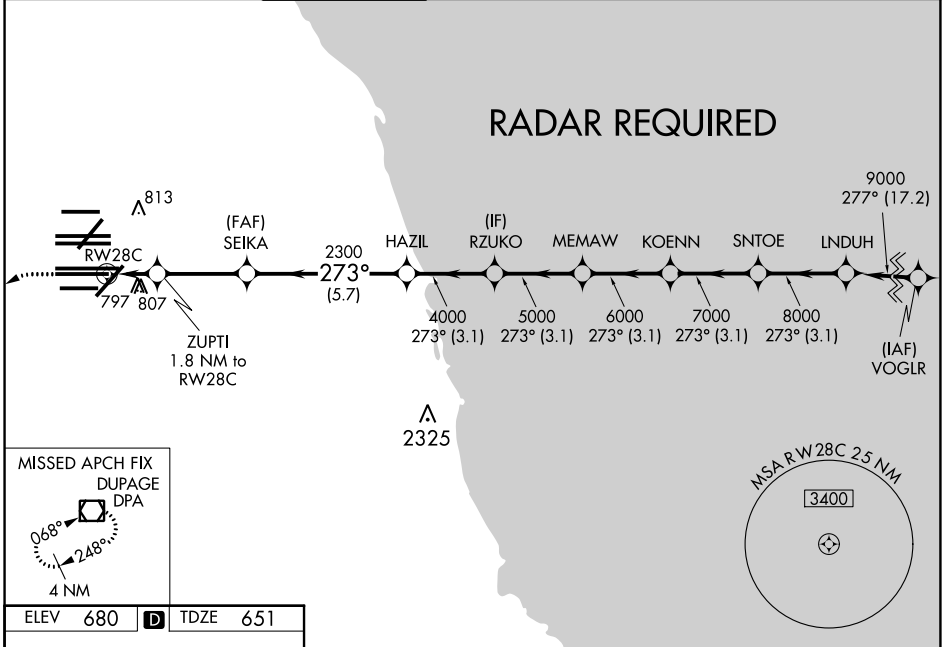 RADAR REQUIRED
813
9000
277° (17.2)
(FAF)
SEIKA
2300
273°
(5.7)
HAZIL
(IF)
RZUKO
MEMAW
KOENN
SNTOE
LNDUH
RW28C
797
807
4000
273° (3.1)
5000
273° (3.1)
6000
273° (3.1)
7000
273° (3.1)
8000
273° (3.1)
(IAF)
VOGLR
ZUPTI
1.8 NM to
RW28C
2325
MISSED APCH FIX
DUPAGE
DPA
068°
248°
4 NM
MSA RW28C 25 NM
3400
ELEV 680 D TDZE 651